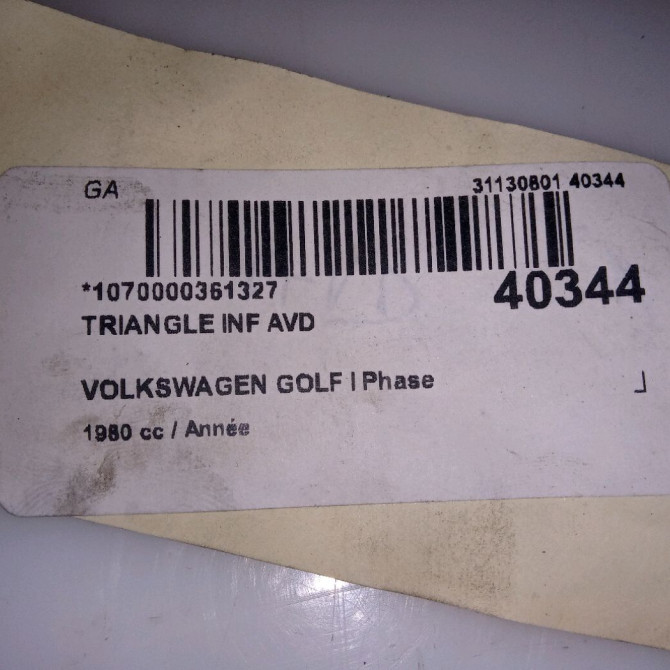 GA
31130801 40344
*1070000361327
40344
TRIANGLE INF AVD
VOLKSWAGEN GOLF I Phase
1980 cc / Année